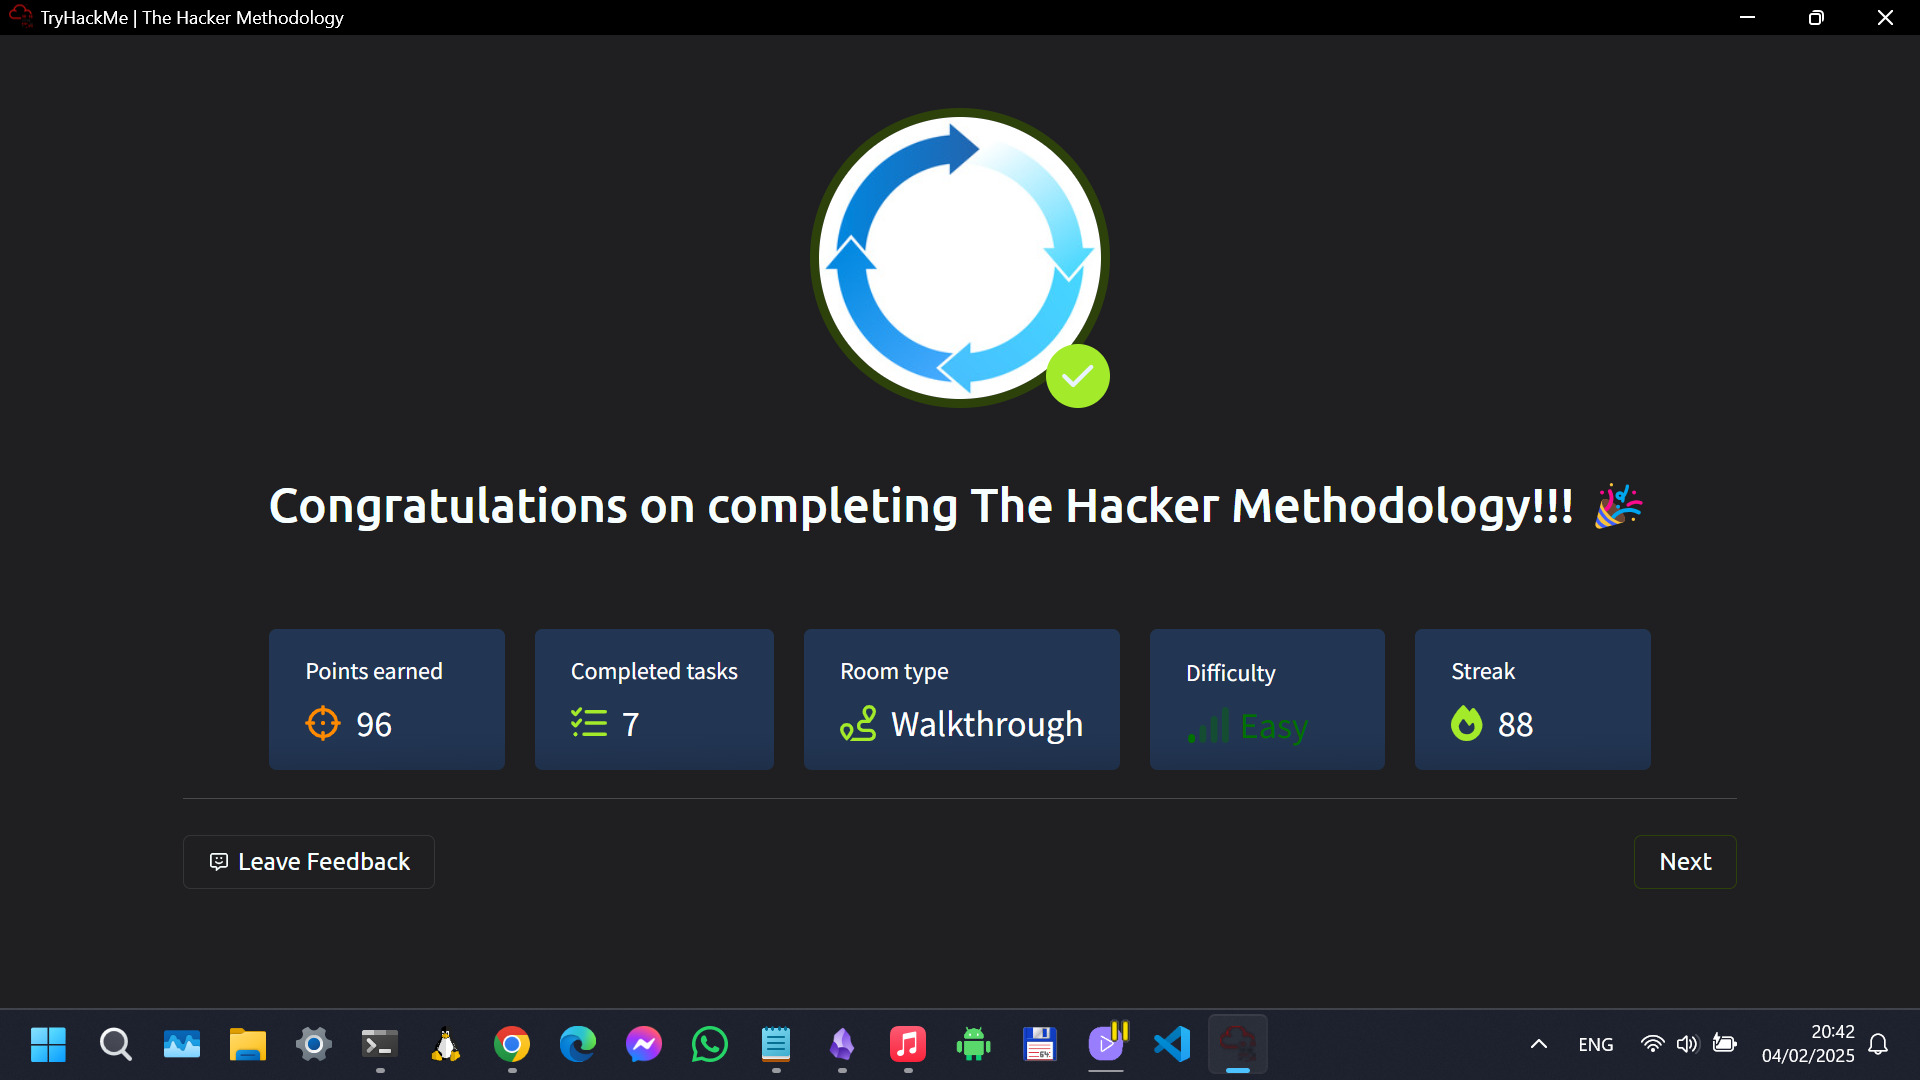 TryHackMe | The Hacker Methodology
Congratulations on completing The Hacker Methodology!!! 🎉
Points earned
96
Completed tasks
7
Room type
Walkthrough
Difficulty
Easy
Streak
88
Leave Feedback
Next
64
ENG
20:42
04/02/2025